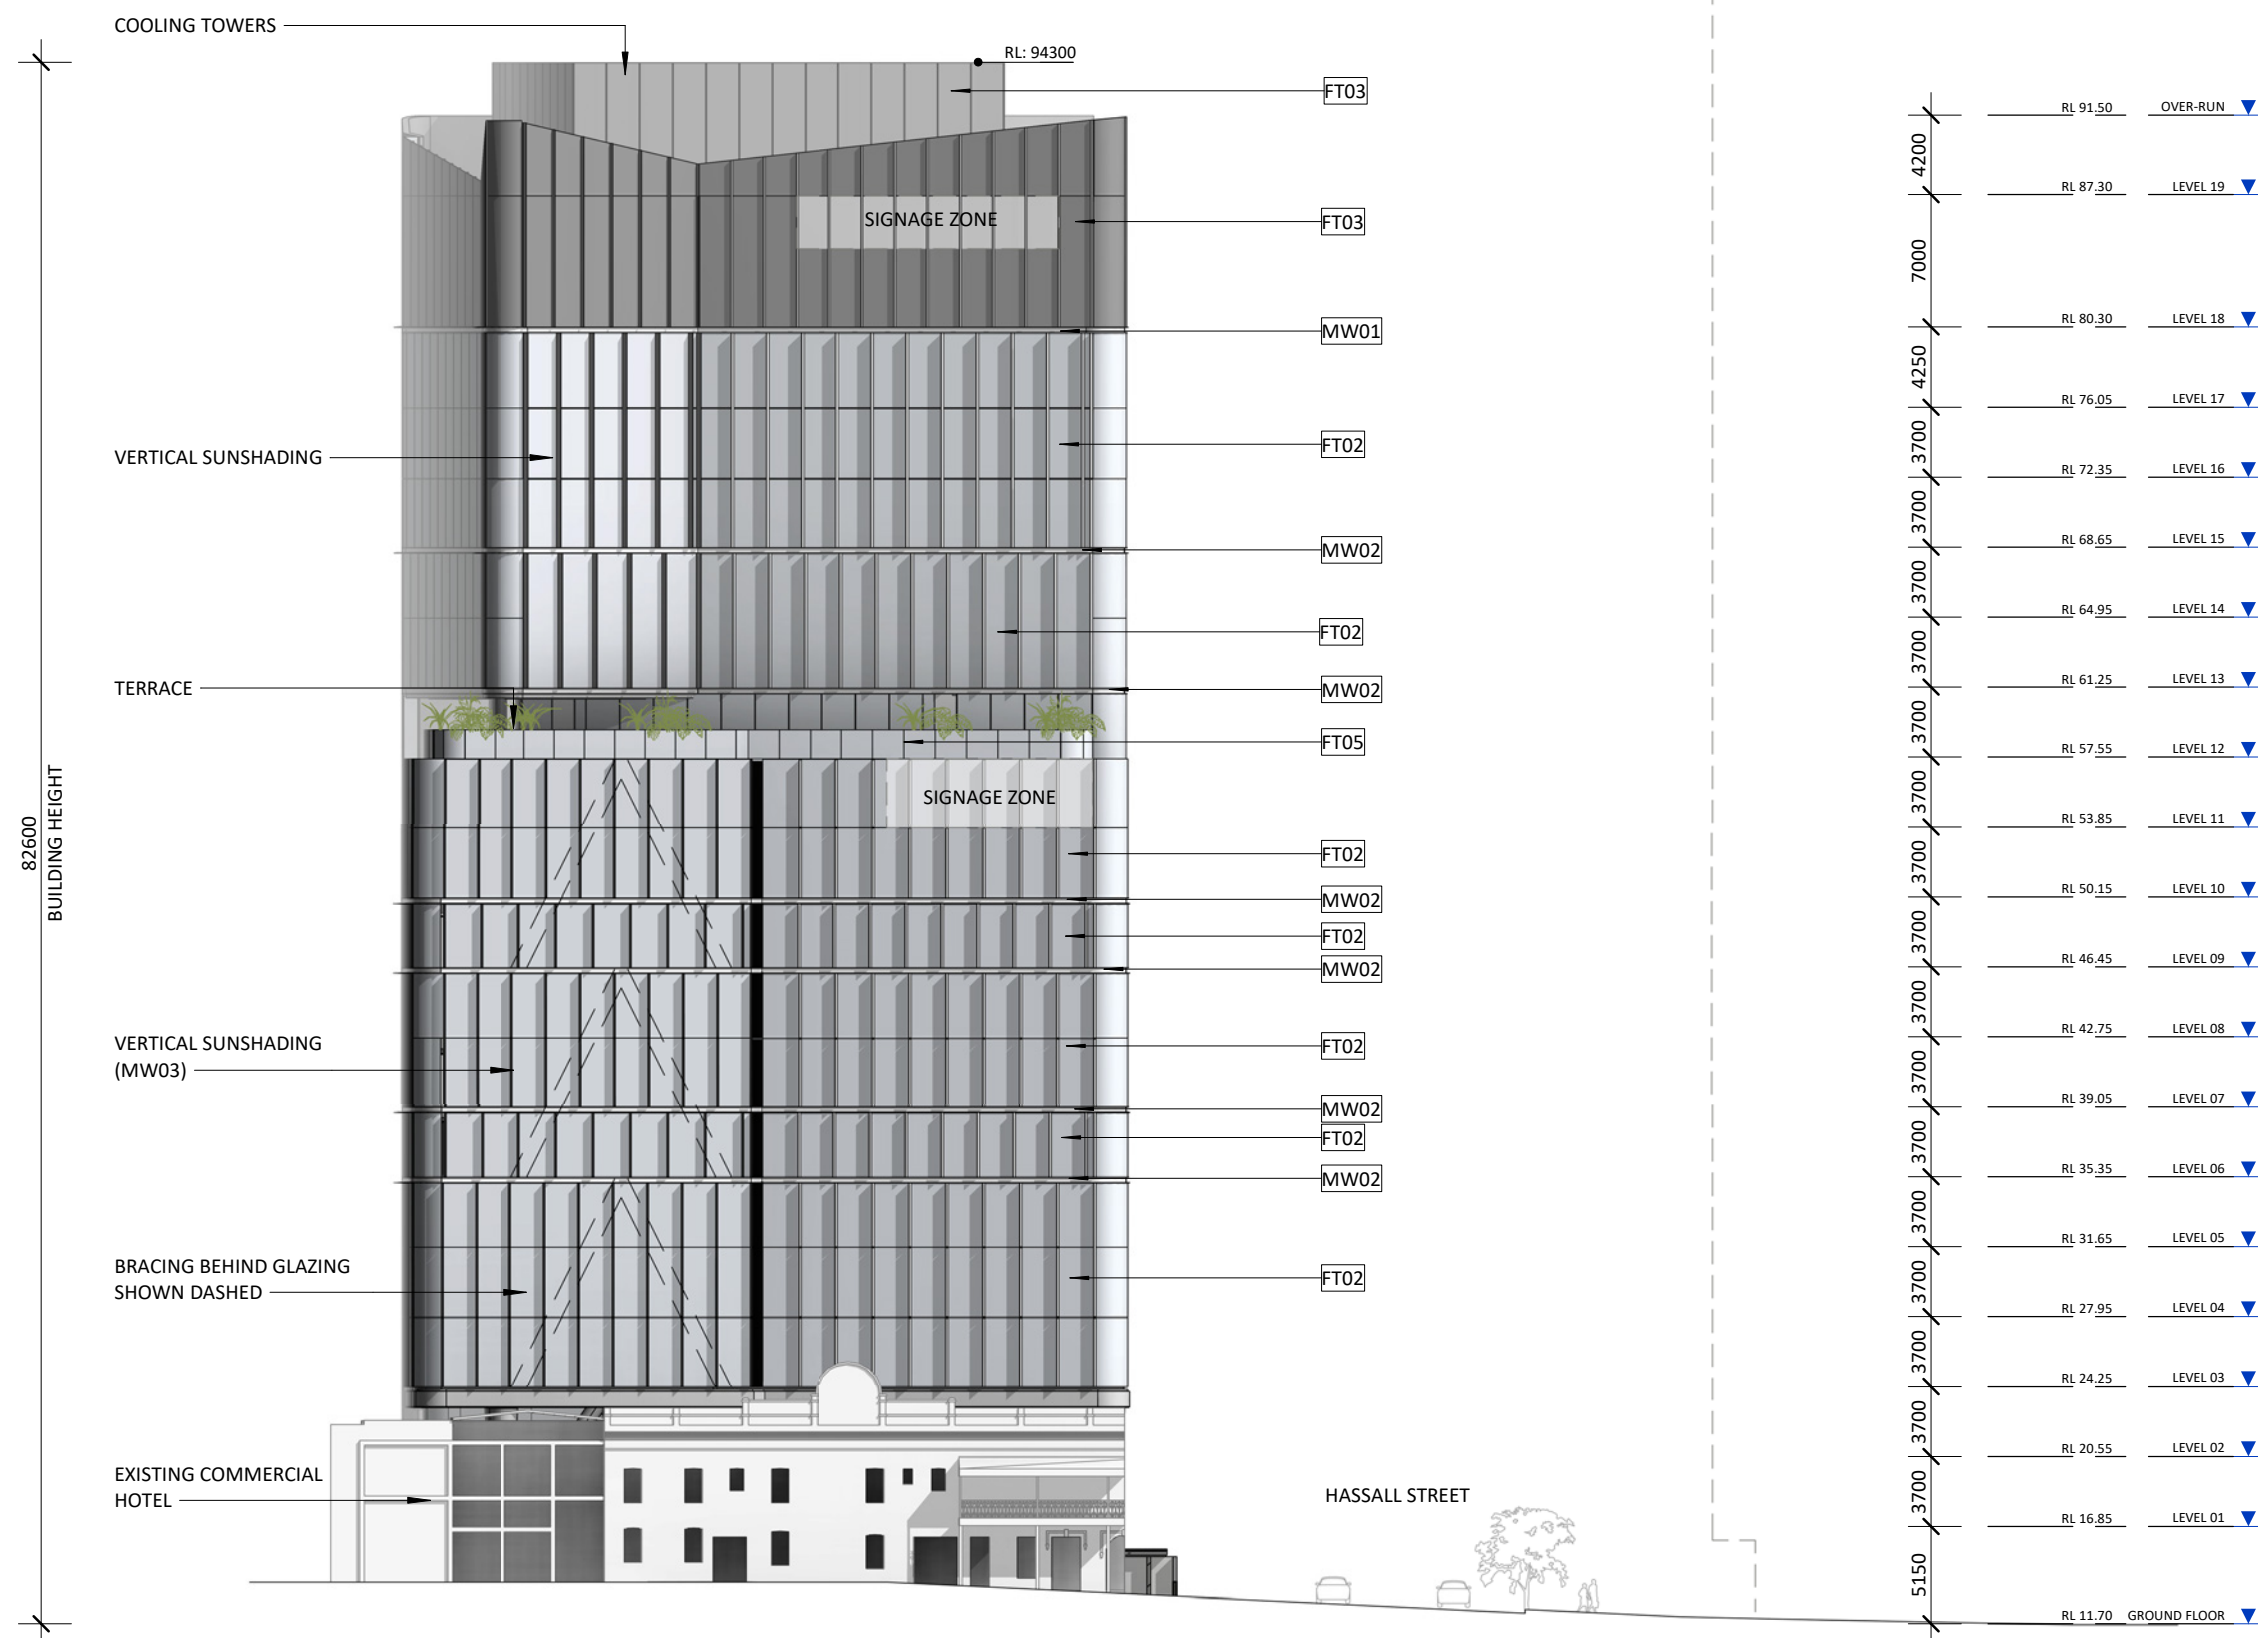 COOLING TOWERS
RL: 94300
FT03
RL 91.50 OVER-RUN
4200
RL 87.30 LEVEL 19
SIGNAGE ZONE
FT03
7000
RL 80.30 LEVEL 18
MW01
4250
RL 76.05 LEVEL 17
FT02
3700
VERTICAL SUNSHADING
RL 72.35 LEVEL 16
3700
RL 68.65 LEVEL 15
MW02
3700
RL 64.95 LEVEL 14
FT02
3700
RL 61.25 LEVEL 13
TERRACE
MW02
3700
FT05
RL 57.55 LEVEL 12
SIGNAGE ZONE
3700
RL 53.85 LEVEL 11
82600
BUILDING HEIGHT
FT02
3700
RL 50.15 LEVEL 10
MW02
FT02
3700
RL 46.45 LEVEL 09
MW02
3700
RL 42.75 LEVEL 08
VERTICAL SUNSHADING
(MW03)
FT02
3700
RL 39.05 LEVEL 07
MW02
FT02
3700
RL 35.35 LEVEL 06
MW02
3700
RL 31.65 LEVEL 05
BRACING BEHIND GLAZING
SHOWN DASHED
FT02
3700
RL 27.95 LEVEL 04
3700
RL 24.25 LEVEL 03
3700
RL 20.55 LEVEL 02
EXISTING COMMERCIAL
HOTEL
HASSALL STREET
3700
RL 16.85 LEVEL 01
5150
RL 11.70 GROUND FLOOR